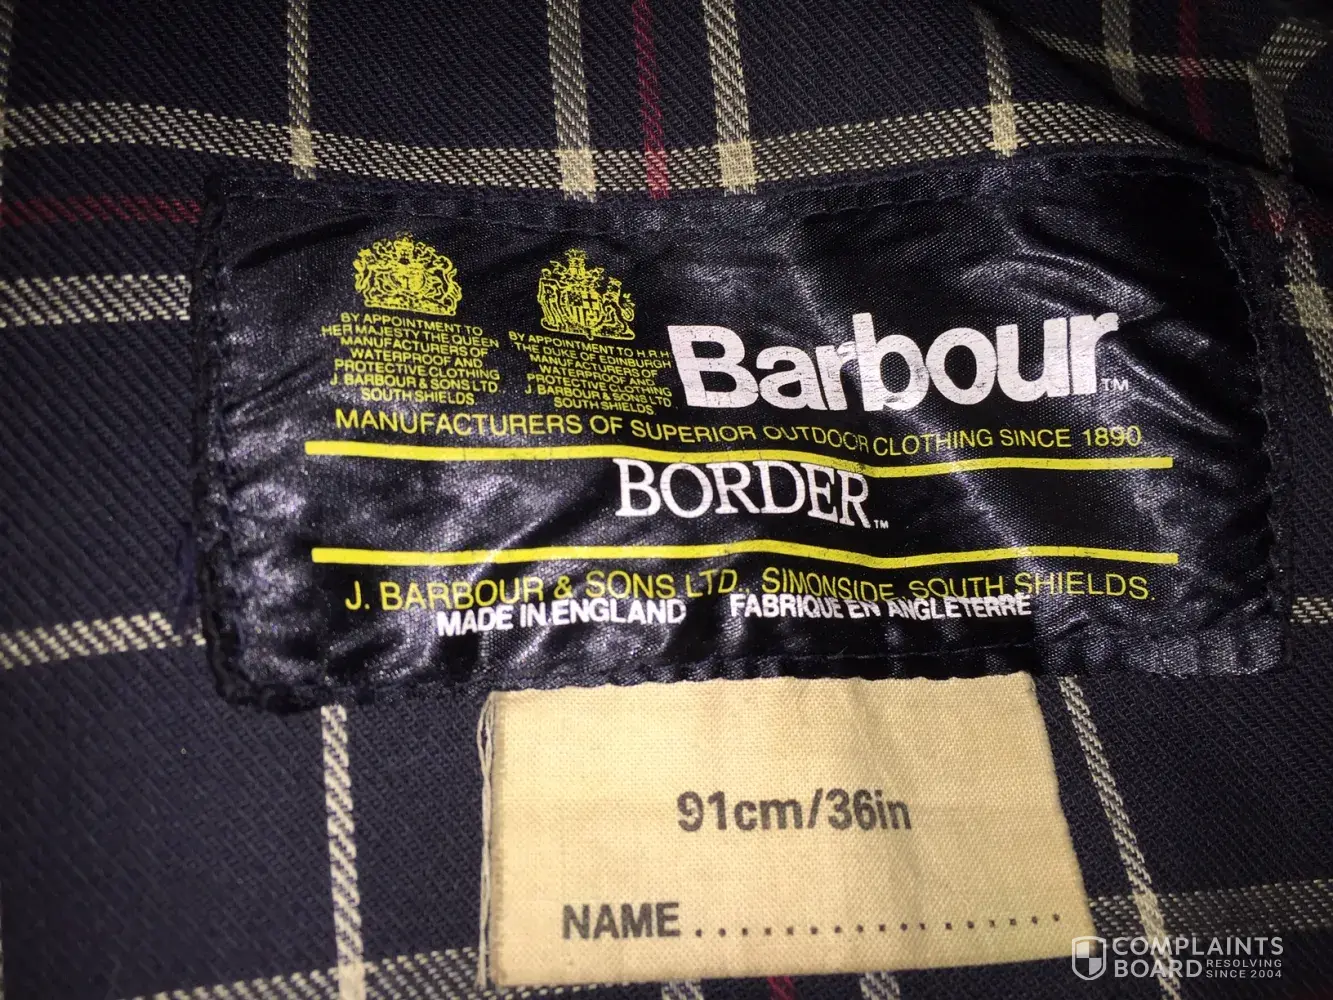 BY APPOINTMENT TO
HER MAJESTY THE QUEEN
MANUFACTURERS OF
WATERPROOF AND
PROTECTIVE CLOTHING
J. BARBOUR & SONS LTD.
SOUTH SHIELDS.
BY APPOINTMENT TO H.R.H.
THE DUKE OF EDINBURGH
MANUFACTURERS OF
WATERPROOF AND
PROTECTIVE CLOTHING
J. BARBOUR & SONS LTD.
SOUTH SHIELDS.
Barbour™
MANUFACTURERS OF SUPERIOR OUTDOOR CLOTHING SINCE 1890
BORDER™
J. BARBOUR & SONS LTD., SIMONSIDE, SOUTH SHIELDS.
MADE IN ENGLAND FABRIQUE EN ANGLETERRE
91cm/36in
NAME....................
COMPLAINTS
BOARD RESOLVING
SINCE 2004